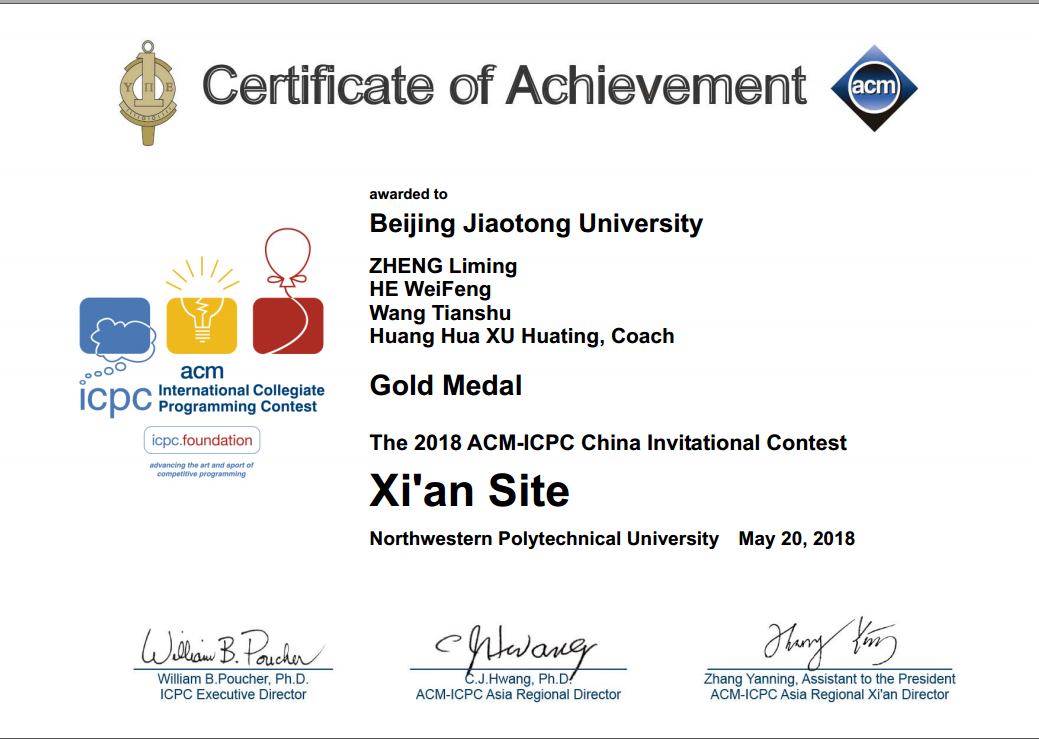 Certificate of Achievement
acm
awarded to
Beijing Jiaotong University
ZHENG Liming
HE WeiFeng
Wang Tianshu
Huang Hua XU Huating, Coach
Gold Medal
The 2018 ACM-ICPC China Invitational Contest
Xi'an Site
Northwestern Polytechnical University May 20, 2018
acm
icpc International Collegiate
Programming Contest
icpc.foundation
advancing the art and sport of
competitive programming
William B. Poucher
William B.Poucher, Ph.D.
ICPC Executive Director
C J Hwang
C.J.Hwang, Ph.D.
ACM-ICPC Asia Regional Director
Zhang Yanning, Assistant to the President
ACM-ICPC Asia Regional Xi'an Director